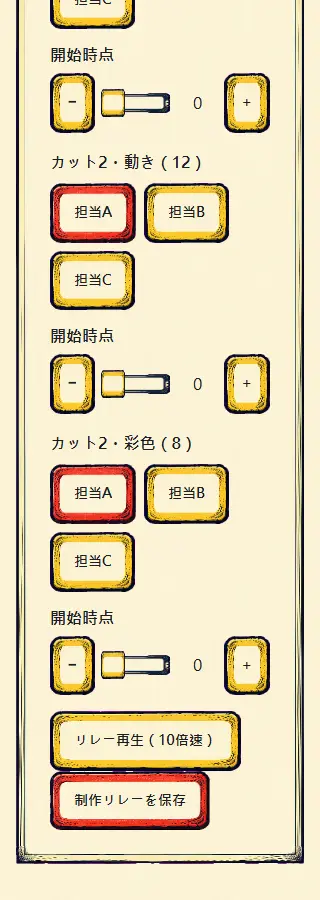 担当C
開始時点
−
0
+
カット2・動き（12）
担当A
担当B
担当C
開始時点
−
0
+
カット2・彩色（8）
担当A
担当B
担当C
開始時点
−
0
+
リレー再生（10倍速）
制作リレーを保存